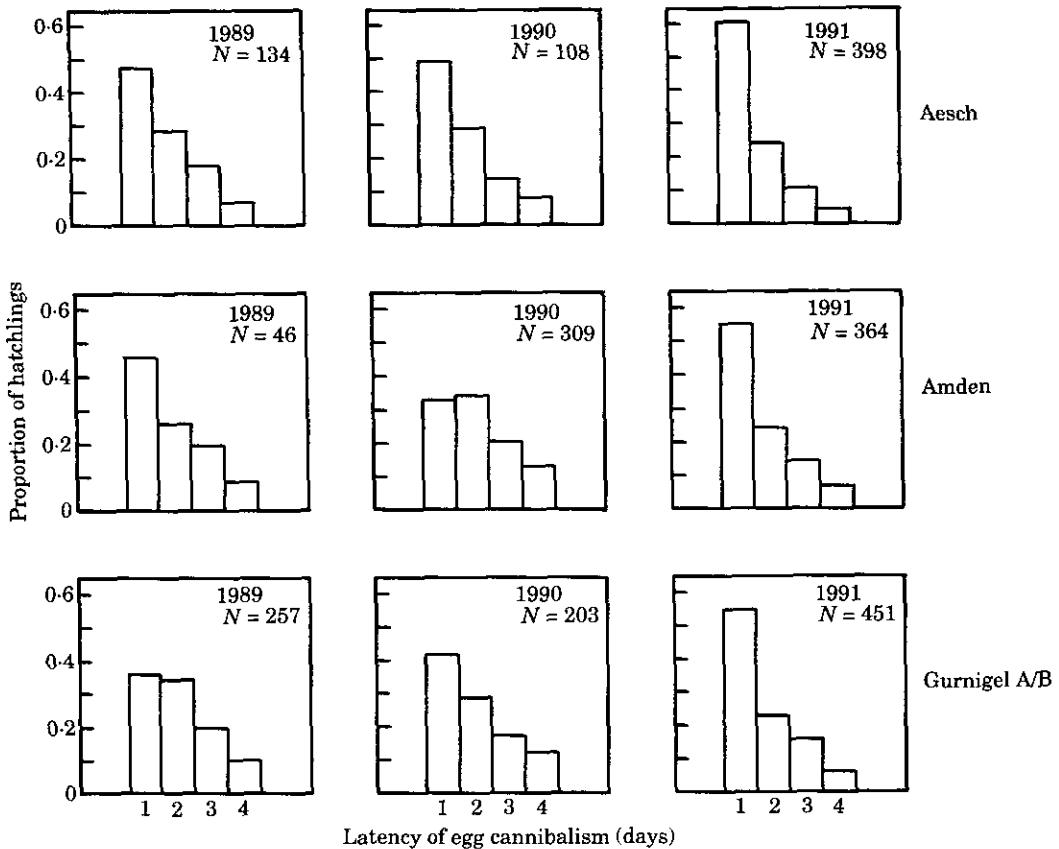 0·6
0·4
0·2
0
1989
N = 134
1990
N = 108
1991
N = 398
Aesch
Proportion of hatchlings
0·6
0·4
0·2
0
1989
N = 46
1990
N = 309
1991
N = 364
Amden
0·6
0·4
0·2
0
1989
N = 257
1990
N = 203
1991
N = 451
Gurnigel A/B
1 2 3 4
1 2 3 4
1 2 3 4
Latency of egg cannibalism (days)